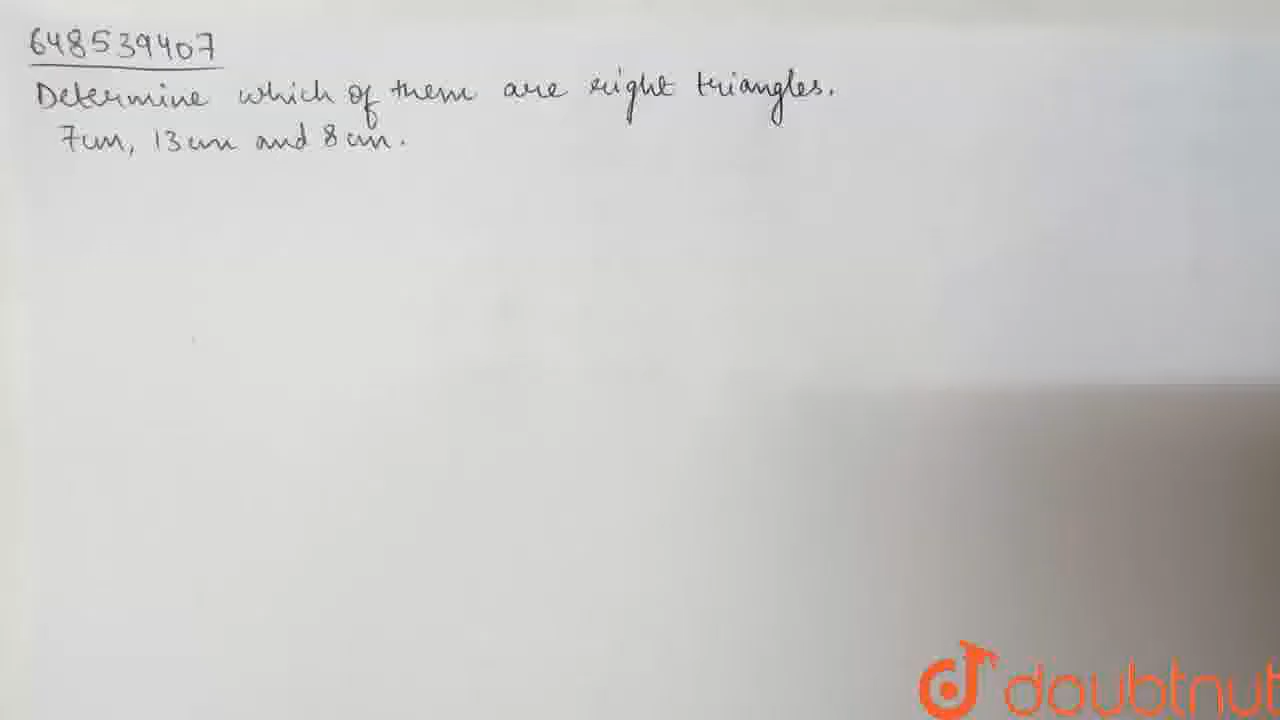 648539407
Determine which of them are right triangles.
7cm, 13cm and 8cm.
doubtnut